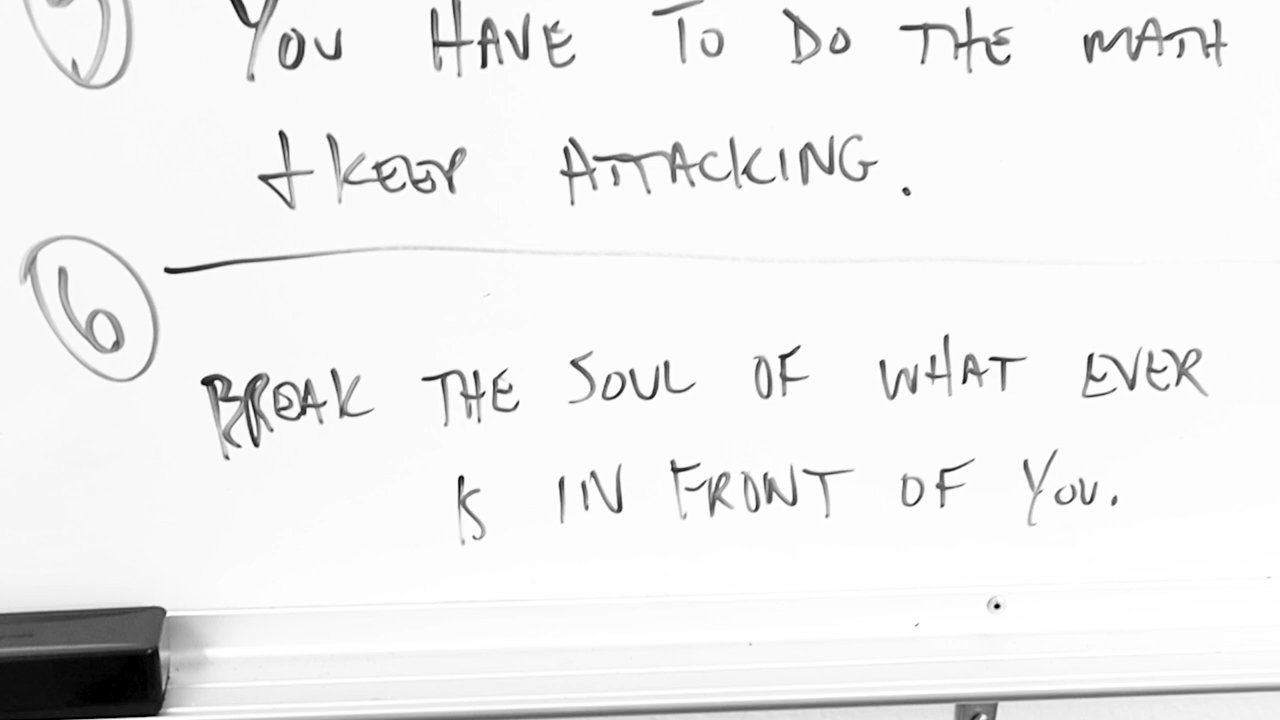 YOU HAVE TO DO THE MATH
+ KEEP ATTACKING.
6
BREAK THE SOUL OF WHAT EVER
IS IN FRONT OF YOU.